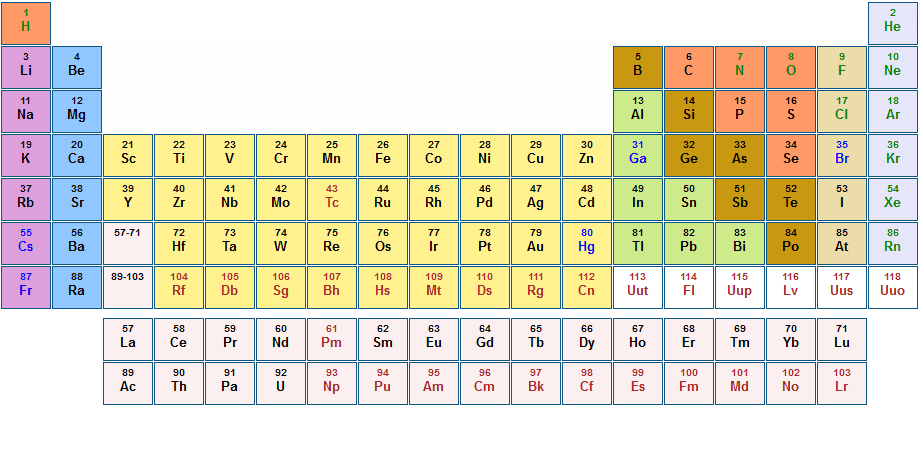 1 2
H He
3 4 5 6 7 8 9 10
Li Be B C N O F Ne
11 12 13 14 15 16 17 18
Na Mg Al Si P S Cl Ar
19 20 21 22 23 24 25 26 27 28 29 30 31 32 33 34 35 36
K Ca Sc Ti V Cr Mn Fe Co Ni Cu Zn Ga Ge As Se Br Kr
37 38 39 40 41 42 43 44 45 46 47 48 49 50 51 52 53 54
Rb Sr Y Zr Nb Mo Tc Ru Rh Pd Ag Cd In Sn Sb Te I Xe
55 56 57-71 72 73 74 75 76 77 78 79 80 81 82 83 84 85 86
Cs Ba Hf Ta W Re Os Ir Pt Au Hg Tl Pb Bi Po At Rn
87 88 89-103 104 105 106 107 108 109 110 111 112 113 114 115 116 117 118
Fr Ra Rf Db Sg Bh Hs Mt Ds Rg Cn Uut Fl Uup Lv Uus Uuo
57 58 59 60 61 62 63 64 65 66 67 68 69 70 71
La Ce Pr Nd Pm Sm Eu Gd Tb Dy Ho Er Tm Yb Lu
89 90 91 92 93 94 95 96 97 98 99 100 101 102 103
Ac Th Pa U Np Pu Am Cm Bk Cf Es Fm Md No Lr